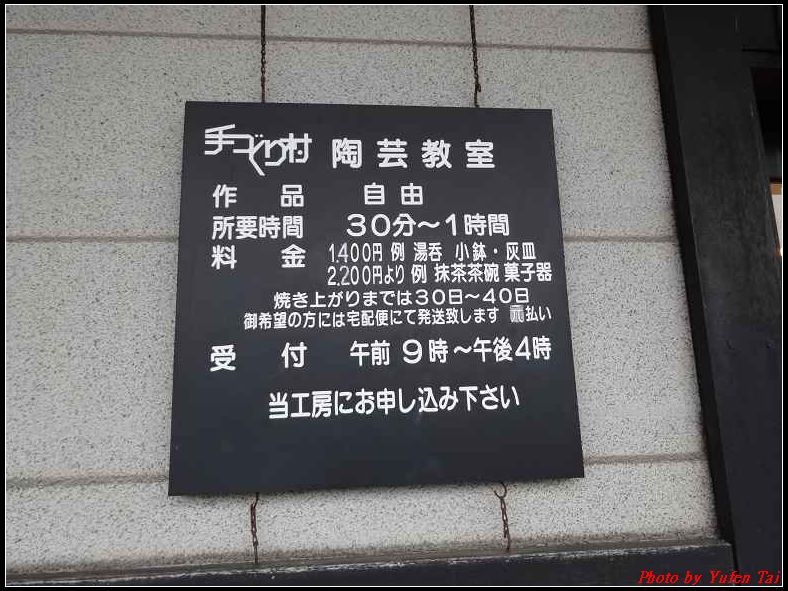 手づくり村 陶芸教室
作品 自由
所要時間 30分～1時間
料金 1,400円 例 湯呑 小鉢・灰皿
2,200円より 例 抹茶茶碗 菓子器
焼き上がりまでは30日～40日
御希望の方には宅配便にて発送致します 払い
受付 午前9時～午後4時
当工房にお申し込み下さい
Photo by Yufen Tai